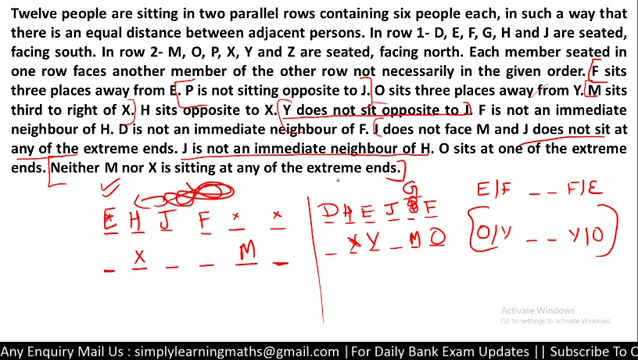 Twelve people are sitting in two parallel rows containing six people each, in such a way that
there is an equal distance between adjacent persons. In row 1- D, E, F, G, H and J are seated,
facing south. In row 2- M, O, P, X, Y and Z are seated, facing north. Each member seated in
one row faces another member of the other row not necessarily in the given order. F sits
three places away from E. P is not sitting opposite to J. O sits three places away from Y. M sits
third to right of X. H sits opposite to X. Y does not sit opposite to J. F is not an immediate
neighbour of H. D is not an immediate neighbour of F. J does not face M and J does not sit at
any of the extreme ends. J is not an immediate neighbour of H. O sits at one of the extreme
ends. Neither M nor X is sitting at any of the extreme ends.
E H J F × ×
X M
D H E J G F
X Y M O
E/F _ _ F/E
O/Y _ _ Y/O
Activate Windows
Go to Settings to activate Windows.
Any Enquiry Mail Us : simplylearningmaths@gmail.com |For Daily Bank Exam Updates || Subscribe To O